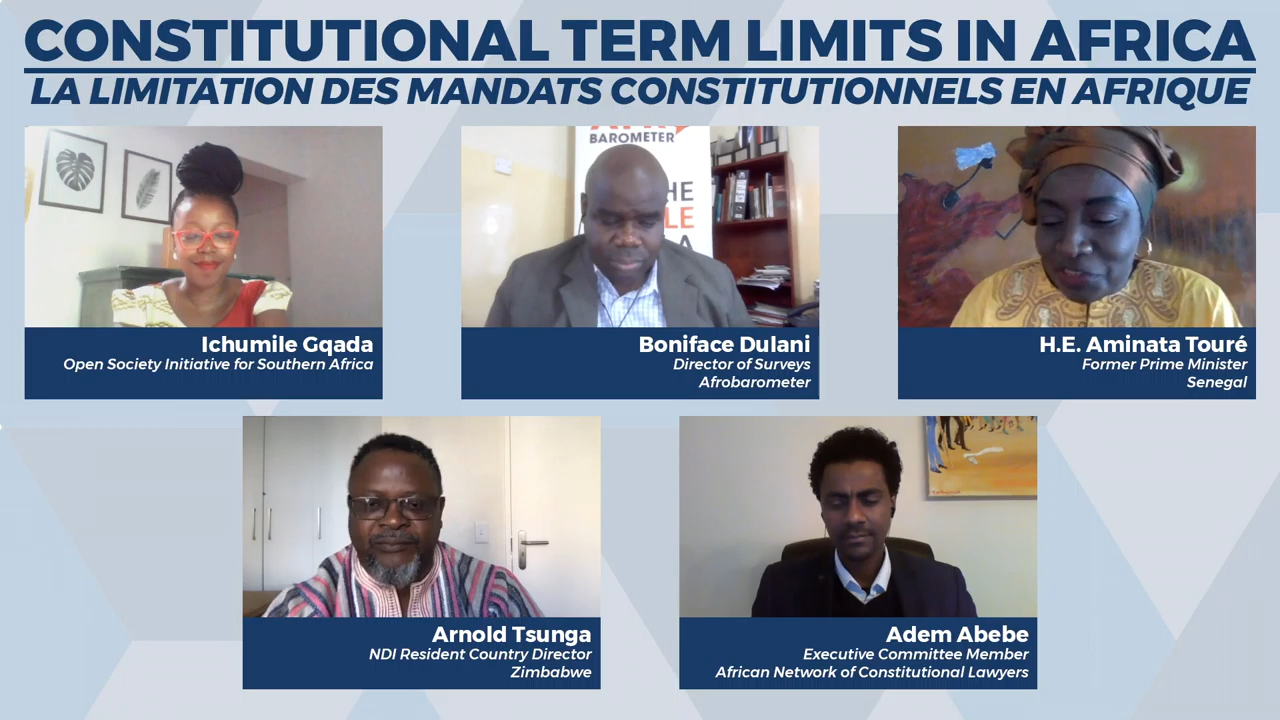 CONSTITUTIONAL TERM LIMITS IN AFRICA
LA LIMITATION DES MANDATS CONSTITUTIONNELS EN AFRIQUE
Ichumile Gqada
Open Society Initiative for Southern Africa
BAROMETER
Boniface Dulani
Director of Surveys
Afrobarometer
H.E. Aminata Touré
Former Prime Minister
Senegal
Arnold Tsunga
NDI Resident Country Director
Zimbabwe
Adem Abebe
Executive Committee Member
African Network of Constitutional Lawyers